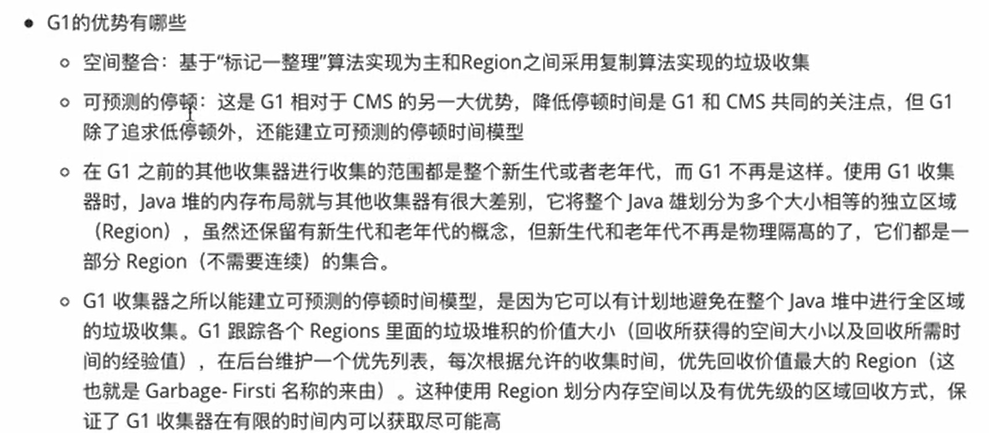 G1的优势有哪些
空间整合：基于“标记一整理”算法实现为主和Region之间采用复制算法实现的垃圾收集
可预测的停顿：这是 G1 相对于 CMS 的另一大优势，降低停顿时间是 G1 和 CMS 共同的关注点，但 G1
除了追求低停顿外，还能建立可预测的停顿时间模型
在 G1 之前的其他收集器进行收集的范围都是整个新生代或者老年代，而 G1 不再是这样。使用 G1 收集
器时，Java 堆的内存布局就与其他收集器有很大差别，它将整个 Java 雄划分为多个大小相等的独立区域
（Region），虽然还保留有新生代和老年代的概念，但新生代和老年代不再是物理隔髙的了，它们都是一
部分 Region（不需要连续）的集合。
G1 收集器之所以能建立可预测的停顿时间模型，是因为它可以有计划地避免在整个 Java 堆中进行全区域
的垃圾收集。G1 跟踪各个 Regions 里面的垃圾堆积的价值大小（回收所获得的空间大小以及回收所需时
间的经验值），在后台维护一个优先列表，每次根据允许的收集时间，优先回收价值最大的 Region（这
也就是 Garbage- Firsti 名称的来由）。这种使用 Region 划分内存空间以及有优先级的区域回收方式，保
证了 G1 收集器在有限的时间内可以获取尽可能高